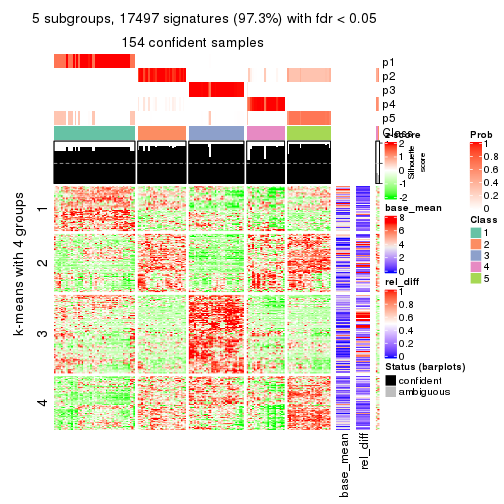 5 subgroups, 17497 signatures (97.3%) with fdr < 0.05
154 confident samples
p1
p2
p3
p4
p5
Class
Silhouette
score
k-means with 4 groups
1
2
3
4
base_mean
rel_diff
z-score
2
1
0
-1
-2
base_mean
8
6
4
2
0
rel_diff
1
0.8
0.6
0.4
0.2
0
Prob
1
0.8
0.6
0.4
0.2
0
Class
1
2
3
4
5
Status (barplots)
confident
ambiguous